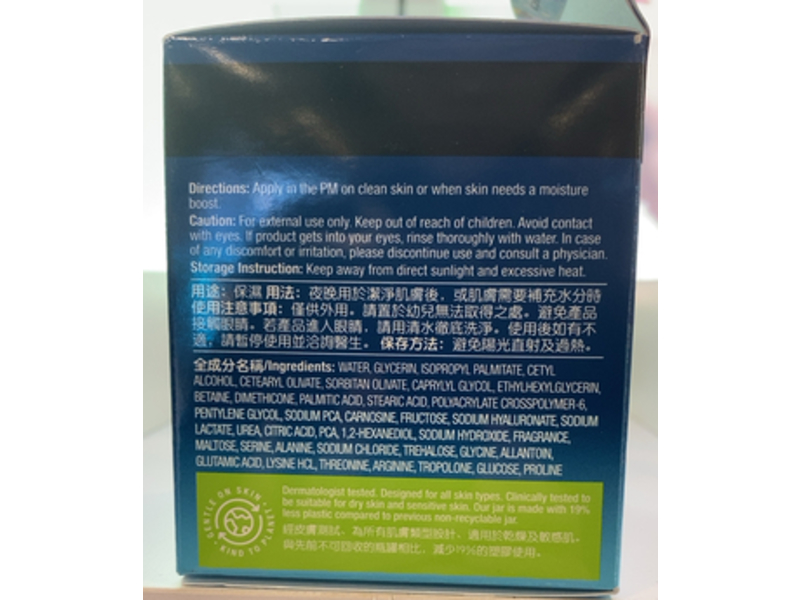 Directions: Apply in the PM on clean skin or when skin needs a moisture
boost.
Caution: For external use only. Keep out of reach of children. Avoid contact
with eyes. If product gets into your eyes, rinse thoroughly with water. In case
of any discomfort or irritation, please discontinue use and consult a physician.
Storage Instruction: Keep away from direct sunlight and excessive heat.
用途: 保濕 用法: 夜晚用於潔淨肌膚後，或肌膚需要補充水分時
使用注意事項: 僅供外用。請置於幼兒無法取得之處。避免產品
接觸眼睛。若產品進入眼睛，請用清水徹底洗淨。使用後如有不
適，請暫停使用並洽詢醫生。 保存方法: 避免陽光直射及過熱。
全成分名稱/Ingredients: WATER, GLYCERIN, ISOPROPYL PALMITATE, CETYL
ALCOHOL, CETEARYL OLIVATE, SORBITAN OLIVATE, CAPRYLYL GLYCOL, ETHYLHEXYLGLYCERIN,
BETAINE, DIMETHICONE, PALMITIC ACID, STEARIC ACID, POLYACRYLATE CROSSPOLYMER-6,
PENTYLENE GLYCOL, SODIUM PCA, CARNOSINE, FRUCTOSE, SODIUM HYALURONATE, SODIUM
LACTATE, UREA, CITRIC ACID, PCA, 1,2-HEXANEDIOL, SODIUM HYDROXIDE, FRAGRANCE,
MALTOSE, SERINE, ALANINE, SODIUM CHLORIDE, TREHALOSE, GLYCINE, ALLANTOIN,
GLUTAMIC ACID, LYSINE HCL, THREONINE, ARGININE, TROPOLONE, GLUCOSE, PROLINE
GENTLE ON SKIN • KIND TO PLANET •
Dermatologist tested. Designed for all skin types. Clinically tested to
be suitable for dry skin and sensitive skin. Our jar is made with 19%
less plastic compared to previous non-recyclable jar.
經皮膚測試、為所有肌膚類型設計、適用於乾燥及敏感肌。
與先前不可回收的瓶罐相比，減少19%的塑膠使用。